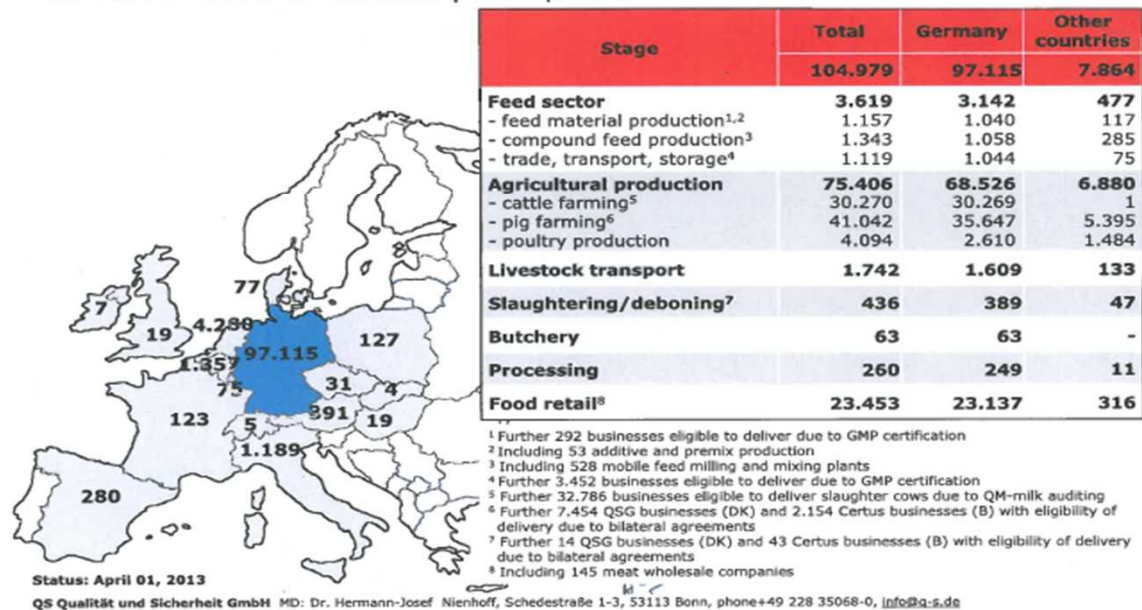 Stage Total Germany Other countries
104.979 97.115 7.864
Feed sector 3.619 3.142 477
- feed material production¹,² 1.157 1.040 117
- compound feed production³ 1.343 1.058 285
- trade, transport, storage⁴ 1.119 1.044 75
Agricultural production 75.406 68.526 6.880
- cattle farming⁵ 30.270 30.269 1
- pig farming⁶ 41.042 35.647 5.395
- poultry production 4.094 2.610 1.484
Livestock transport 1.742 1.609 133
Slaughtering/deboning⁷ 436 389 47
Butchery 63 63 -
Processing 260 249 11
Food retail⁸ 23.453 23.137 316
77
7
19
97.115
127
1.357
75
31
4
123
5
391
19
1.189
280
¹ Further 292 businesses eligible to deliver due to GMP certification
² Including 53 additive and premix production
³ Including 528 mobile feed milling and mixing plants
⁴ Further 3.452 businesses eligible to deliver due to GMP certification
⁵ Further 32.786 businesses eligible to deliver slaughter cows due to QM-milk auditing
⁶ Further 7.454 QSG businesses (DK) and 2.154 Certus businesses (B) with eligibility of
delivery due to bilateral agreements
⁷ Further 14 QSG businesses (DK) and 43 Certus businesses (B) with eligibility of delivery
due to bilateral agreements
⁸ Including 145 meat wholesale companies
Status: April 01, 2013
QS Qualität und Sicherheit GmbH MD: Dr. Hermann-Josef Nienhoff, Schedestraße 1-3, 53113 Bonn, phone+49 228 35068-0, info@q-s.de